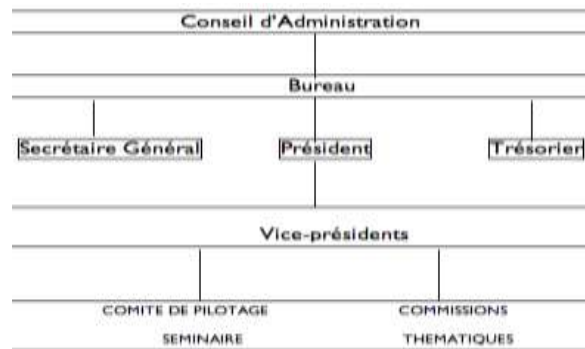 Conseil d'Administration
Bureau
Secrétaire Général Président Trésorier
Vice-présidents
COMITE DE PILOTAGE COMMISSIONS
SEMINAIRE THEMATIQUES